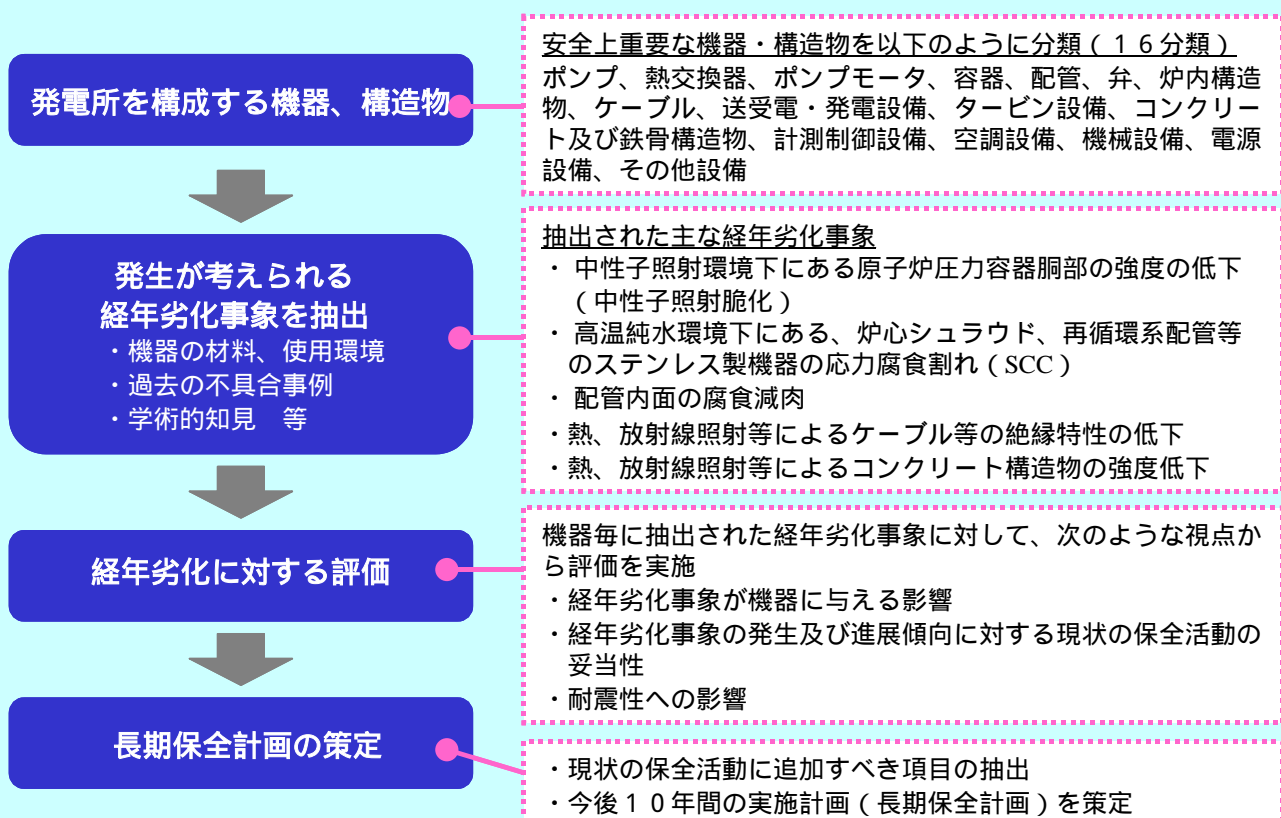 発電所を構成する機器、構造物
安全上重要な機器・構造物を以下のように分類(16分類)
ポンプ、熱交換器、ポンプモータ、容器、配管、弁、炉内構造
物、ケーブル、送受電・発電設備、タービン設備、コンクリー
ト及び鉄骨構造物、計測制御設備、空調設備、機械設備、電源
設備、その他設備
発生が考えられる
経年劣化事象を抽出
・機器の材料、使用環境
・過去の不具合事例
・学術的知見 等
抽出された主な経年劣化事象
・ 中性子照射環境下にある原子炉圧力容器胴部の強度の低下
(中性子照射脆化)
・ 高温純水環境下にある、炉心シュラウド、再循環系配管等
のステンレス製機器の応力腐食割れ(SCC)
・ 配管内面の腐食減肉
・熱、放射線照射等によるケーブル等の絶縁特性の低下
・熱、放射線照射等によるコンクリート構造物の強度低下
経年劣化に対する評価
機器毎に抽出された経年劣化事象に対して、次のような視点か
ら評価を実施
・経年劣化事象が機器に与える影響
・経年劣化事象の発生及び進展傾向に対する現状の保全活動の
妥当性
・耐震性への影響
長期保全計画の策定
・現状の保全活動に追加すべき項目の抽出
・今後10年間の実施計画(長期保全計画)を策定